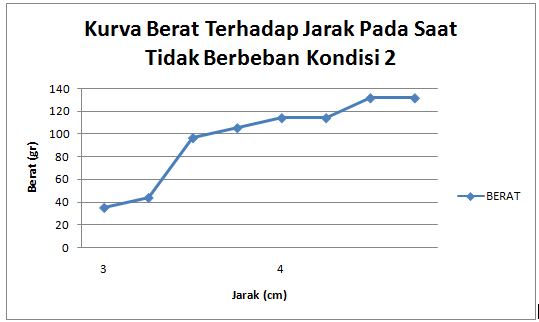 Kurva Berat Terhadap Jarak Pada Saat
Tidak Berbeban Kondisi 2
140
120
100
80
60
40
20
0
Berat (gr)
3
4
Jarak (cm)
BERAT